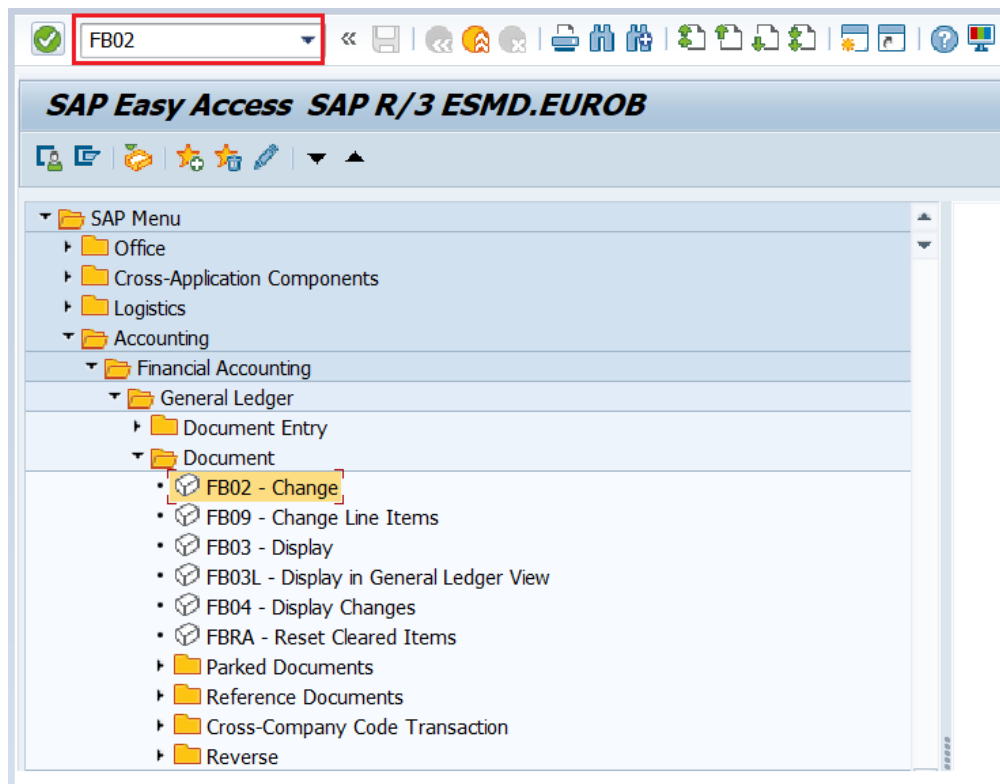 FB02
SAP Easy Access SAP R/3 ESMD.EUROB
SAP Menu
Office
Cross-Application Components
Logistics
Accounting
Financial Accounting
General Ledger
Document Entry
Document
FB02 - Change
FB09 - Change Line Items
FB03 - Display
FB03L - Display in General Ledger View
FB04 - Display Changes
FBRA - Reset Cleared Items
Parked Documents
Reference Documents
Cross-Company Code Transaction
Reverse